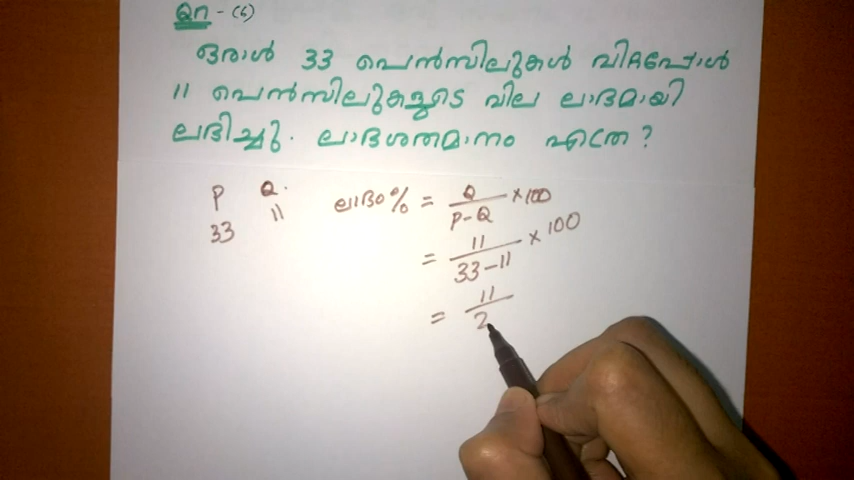 Qn - (6)
ഒരാൾ 33 പെൻസിലുകൾ വിറ്റപ്പോൾ
11 പെൻസിലുകളുടെ വില ലാഭമായി
ലഭിച്ചു. ലാഭശതമാനം എത്ര?
P Q. ലാഭം% = Q / P-Q × 100
33 11
= 11 / 33-11 × 100
= 11 / 2